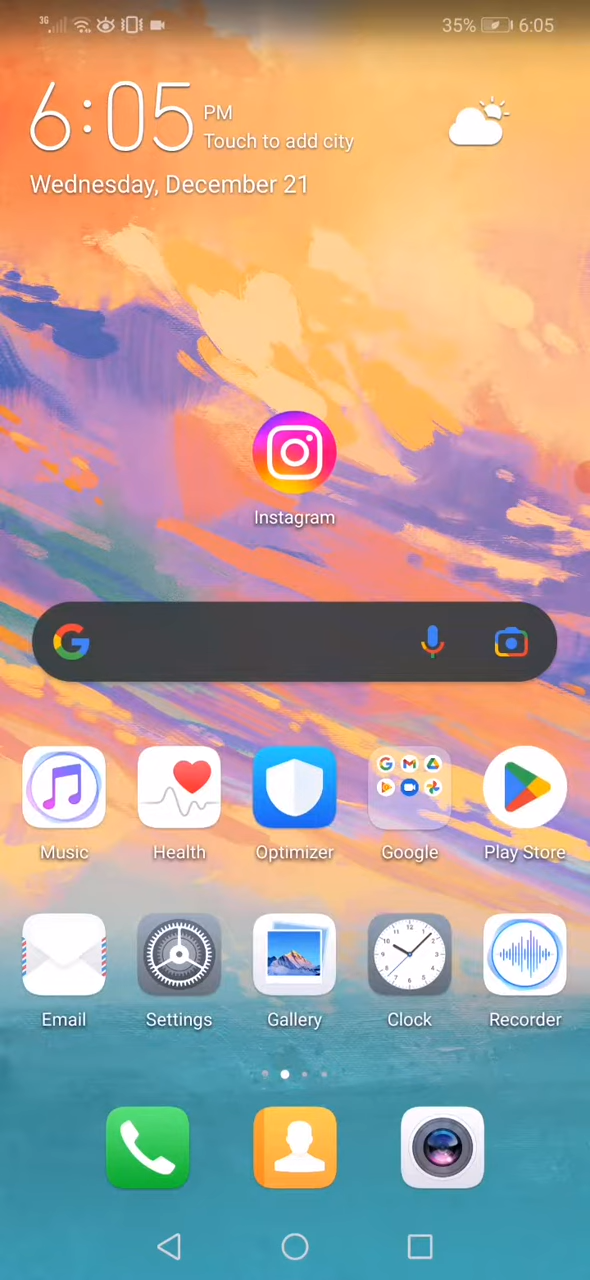 3G 35% 6:05
6:05 PM
Touch to add city
Wednesday, December 21
Instagram
Music Health Optimizer Google Play Store
Email Settings Gallery Clock Recorder